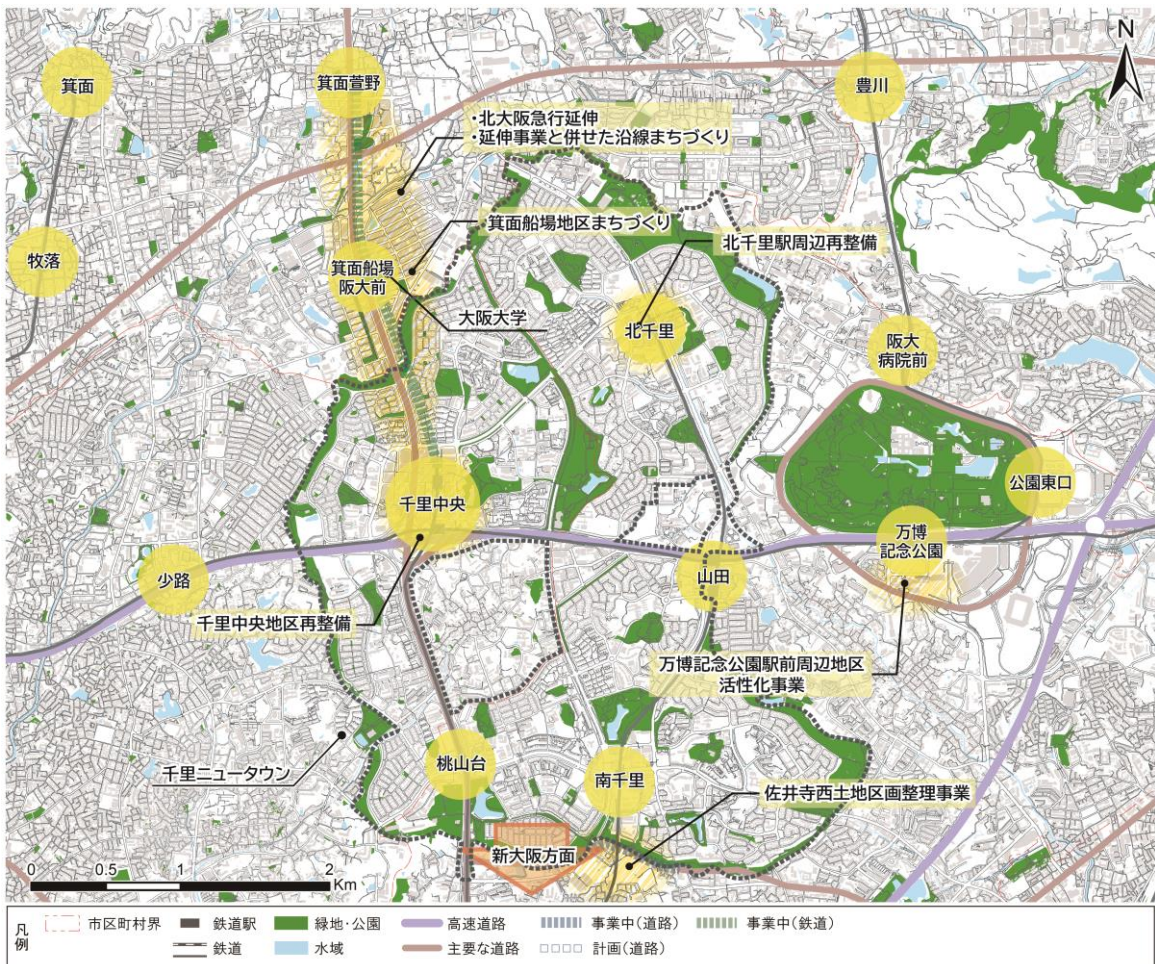 N
箕面
箕面萱野
豊川
・北大阪急行延伸
・延伸事業と併せた沿線まちづくり
箕面船場地区まちづくり
北千里駅周辺再整備
牧落
箕面船場
阪大前
大阪大学
北千里
阪大
病院前
千里中央
公園東口
万博
記念公園
少路
山田
千里中央地区再整備
万博記念公園駅前周辺地区
活性化事業
千里ニュータウン
桃山台
南千里
佐井寺西土地区画整理事業
新大阪方面
0 0.5 1 2
Km
凡例
市区町村界 鉄道駅 緑地・公園 高速道路 事業中(道路) 事業中(鉄道)
鉄道 水域 主要な道路 計画(道路)